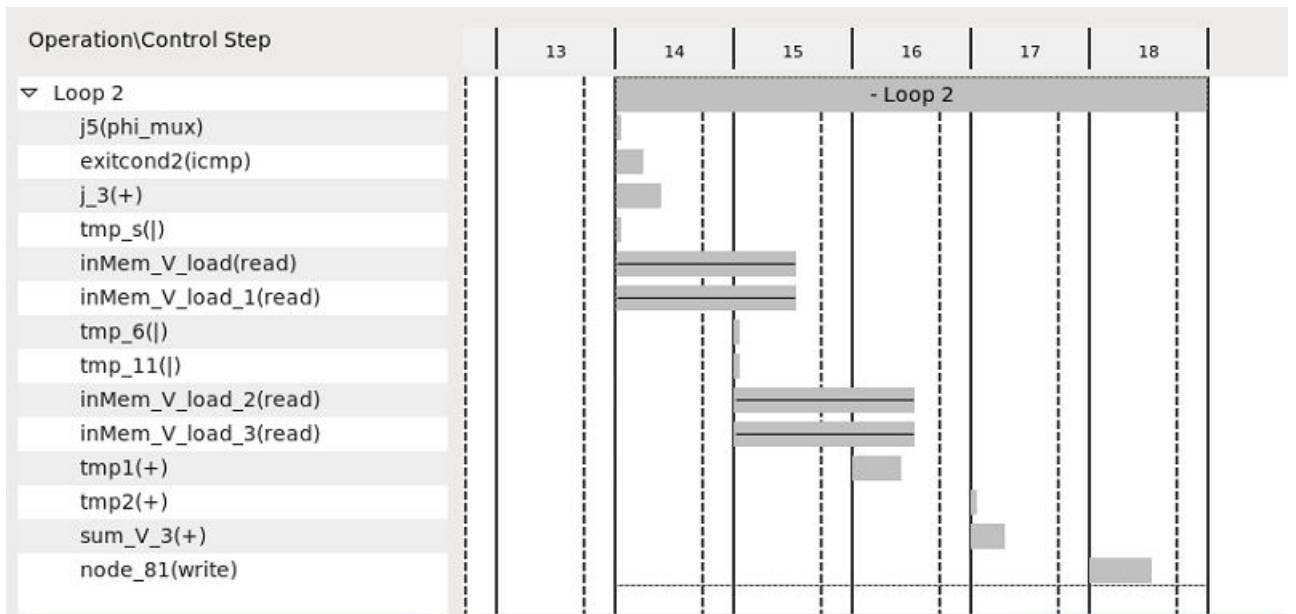 Operation\Control Step
13 14 15 16 17 18
Loop 2
- Loop 2
j5(phi_mux)
exitcond2(icmp)
j_3(+)
tmp_s(|)
inMem_V_load(read)
inMem_V_load_1(read)
tmp_6(|)
tmp_11(|)
inMem_V_load_2(read)
inMem_V_load_3(read)
tmp1(+)
tmp2(+)
sum_V_3(+)
node_81(write)